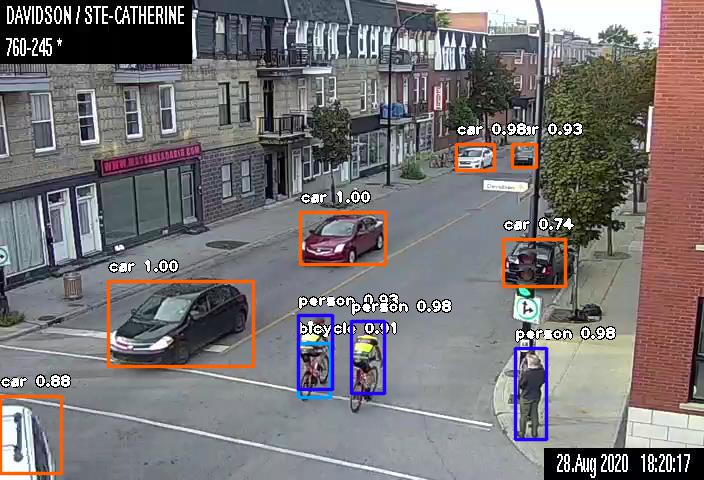 DAVIDSON / STE-CATHERINE
760-245 *
car 0.98
0.93
car 1.00
car 0.74
car 1.00
person 0.93
person 0.98
bicycle 0.91
person 0.98
car 0.88
Davidson
28.Aug 2020 18:20:17